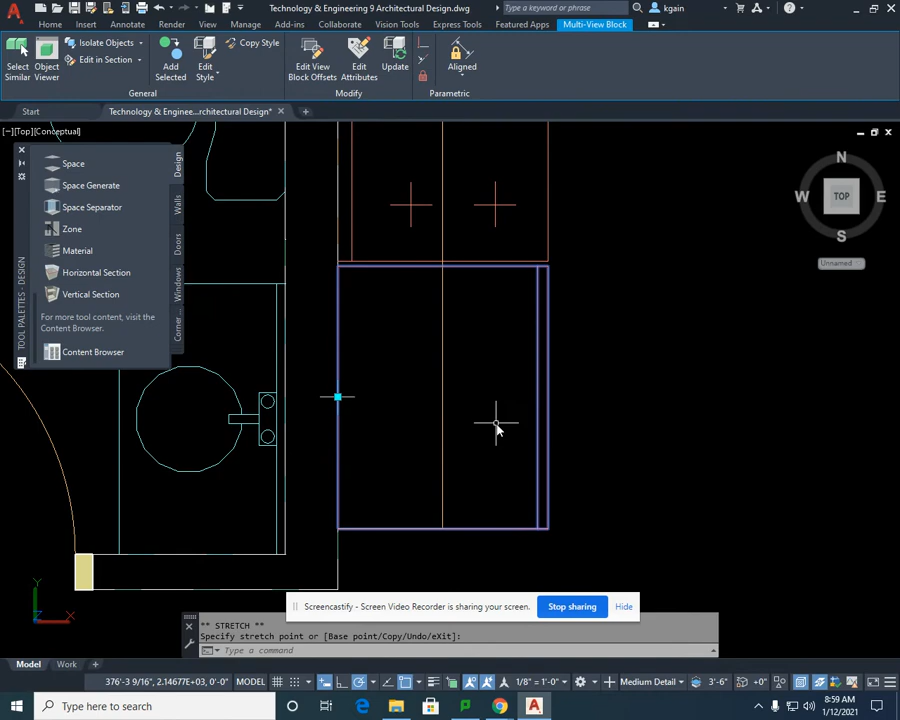 Technology & Engineering 9 Architectural Design.dwg
Type a keyword or phrase
kgain
Home Insert Annotate Render View Manage Add-ins Collaborate Vision Tools Express Tools Featured Apps Multi-View Block
Select Similar
Object Viewer
Isolate Objects
Edit in Section
Add Selected
Edit Style
Copy Style
General
Edit View Block Offsets
Edit Attributes
Update
Modify
Aligned
Parametric
Start
Technology & Enginee...rchitectural Design*
[−][Top][Conceptual]
Space
Space Generate
Space Separator
Zone
Material
Horizontal Section
Vertical Section
For more tool content, visit the
Content Browser.
Content Browser
Design
Walls
Doors
Windows
Corner ...
TOOL PALETTES - DESIGN
N
W
TOP
E
S
Unnamed
Y
X
Screencastify - Screen Video Recorder is sharing your screen.
Stop sharing
Hide
** STRETCH **
Specify stretch point or [Base point/Copy/Undo/eXit]:
Type a command
Model
Work
376'-3 9/16", 2.14677E+03, 0'-0"
MODEL
1/8" = 1'-0"
Medium Detail
3'-6"
+0"
Type here to search
8:59 AM
1/12/2021